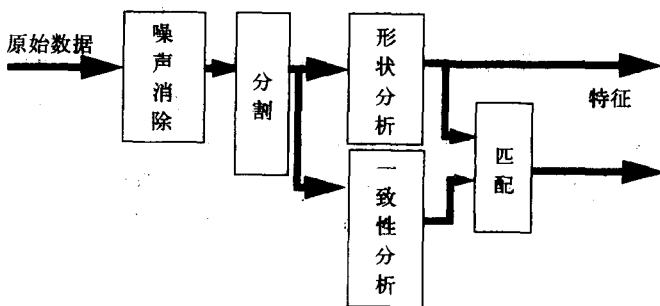 原始数据
噪声消除
分割
形状分析
特征
一致性分析
匹配